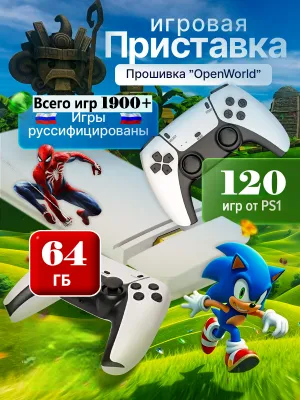 игровая
Приставка
Прошивка "OpenWorld"
Всего игр 1900+
Игры
руссифицированы
120
игр от PS1
64
ГБ